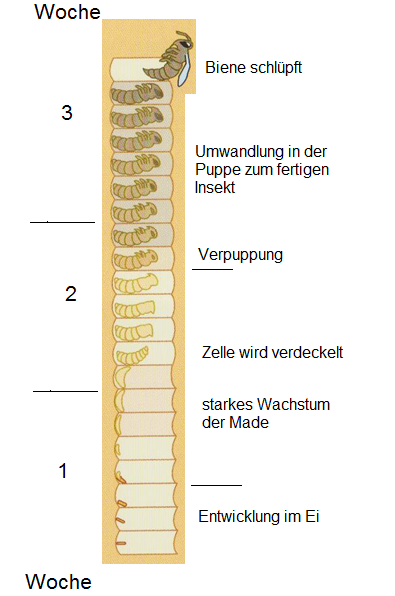 Woche
Biene schlüpft
3
Umwandlung in der
Puppe zum fertigen
Insekt
Verpuppung
2
Zelle wird verdeckelt
starkes Wachstum
der Made
1
Entwicklung im Ei
Woche